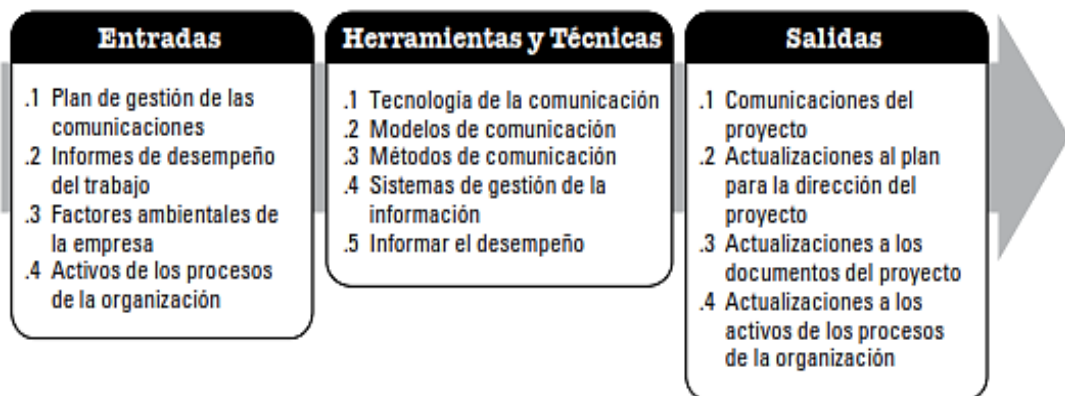 Entradas
.1 Plan de gestión de las
comunicaciones
.2 Informes de desempeño
del trabajo
.3 Factores ambientales de
la empresa
.4 Activos de los procesos
de la organización
Herramientas y Técnicas
.1 Tecnología de la comunicación
.2 Modelos de comunicación
.3 Métodos de comunicación
.4 Sistemas de gestión de la
información
.5 Informar el desempeño
Salidas
.1 Comunicaciones del
proyecto
.2 Actualizaciones al plan
para la dirección del
proyecto
.3 Actualizaciones a los
documentos del proyecto
.4 Actualizaciones a los
activos de los procesos
de la organización